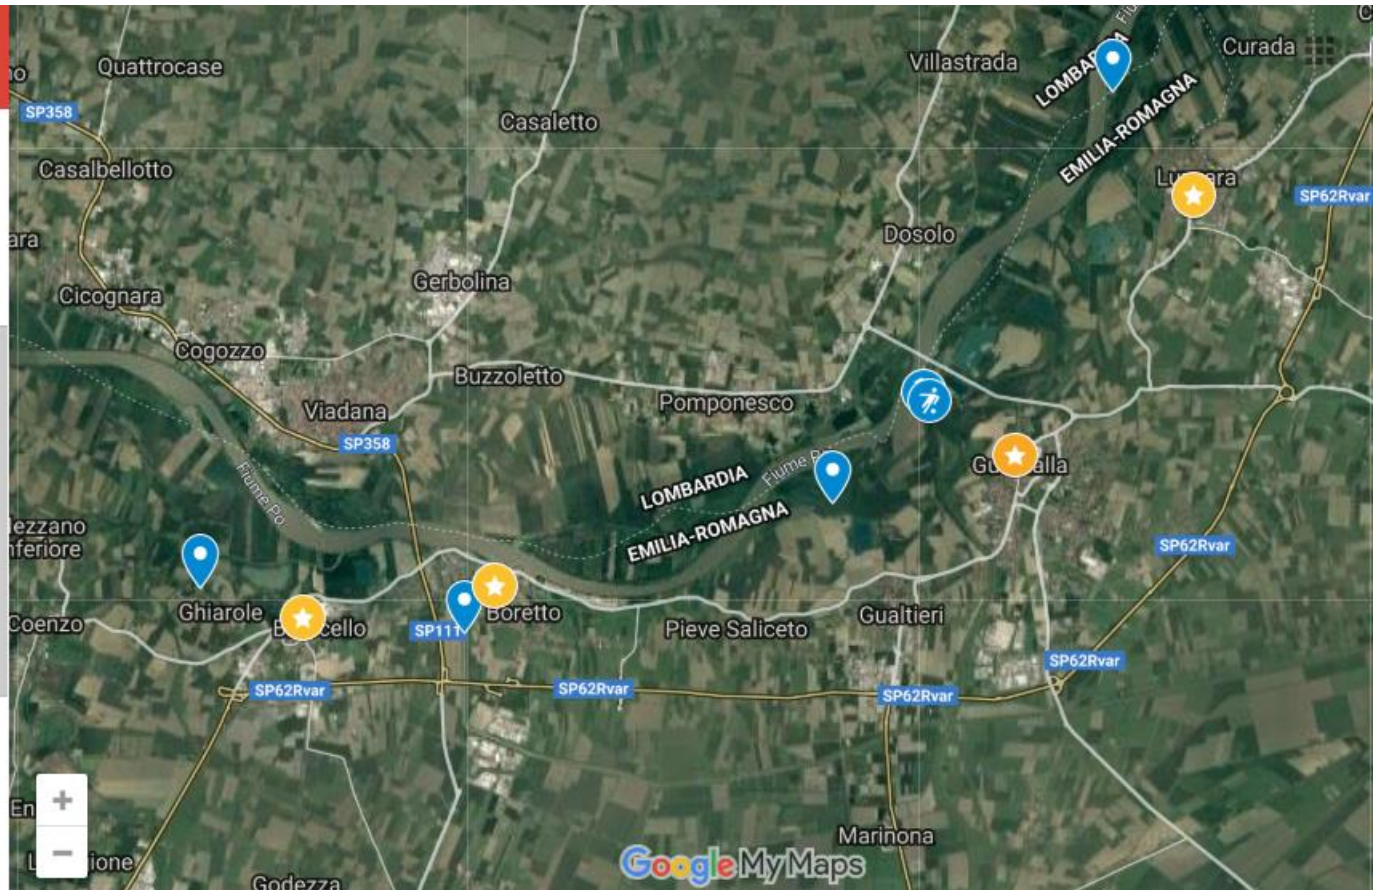 Quattrocase
Villastrada
Curada
SP358
Casaletto
LOMBARDIA
EMILIA-ROMAGNA
Casalbellotto
SP62Rvar
Dosolo
Cicognara
Gerbolina
Cogozzo
Buzzoletto
Pomponesco
Viadana
SP358
Fiume Po
LOMBARDIA
EMILIA-ROMAGNA
SP62Rvar
Ghiarole
SP111
Boretto
Coenzo
Pieve Saliceto
Gualtieri
SP62Rvar
SP62Rvar
SP62Rvar
SP62Rvar
Marinona
Godezza
Google My Maps